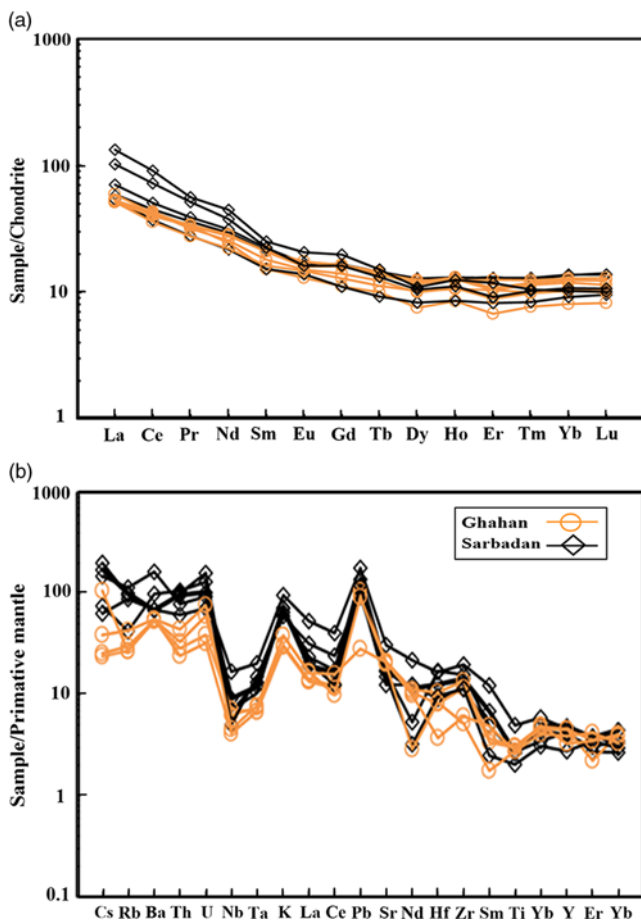 (a)
1000
100
10
1
Sample/Chondrite
La Ce Pr Nd Sm Eu Gd Tb Dy Ho Er Tm Yb Lu
(b)
1000
100
10
1
0.1
Sample/Primative mantle
Ghahan
Sarbadan
Cs Rb Ba Th U Nb Ta K La Ce Pb Sr Nd Hf Zr Sm Ti Yb Y Er Yb